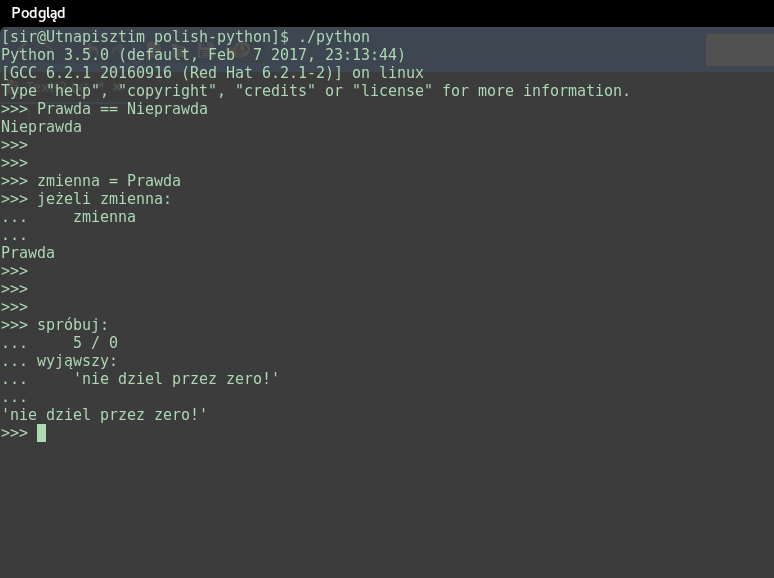 Podgląd
[sir@Utnapisztim polish-python]$ ./python
Python 3.5.0 (default, Feb  7 2017, 23:13:44)
[GCC 6.2.1 20160916 (Red Hat 6.2.1-2)] on linux
Type "help", "copyright", "credits" or "license" for more information.
>>> Prawda == Nieprawda
Nieprawda
>>>
>>>
>>> zmienna = Prawda
>>> jeżeli zmienna:
...     zmienna
...
Prawda
>>>
>>>
>>>
>>> spróbuj:
...     5 / 0
... wyjąwszy:
...     'nie dziel przez zero!'
...
'nie dziel przez zero!'
>>>